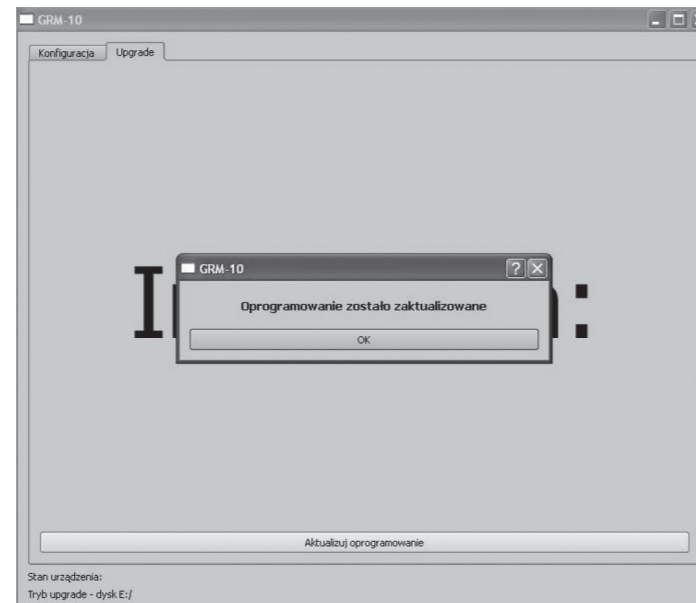 GRM-10
Konfiguracja Upgrade
GRM-10
Oprogramowanie zostało zaktualizowane
OK
Aktualizuj oprogramowanie
Stan urządzenia:
Tryb upgrade - dysk E:/